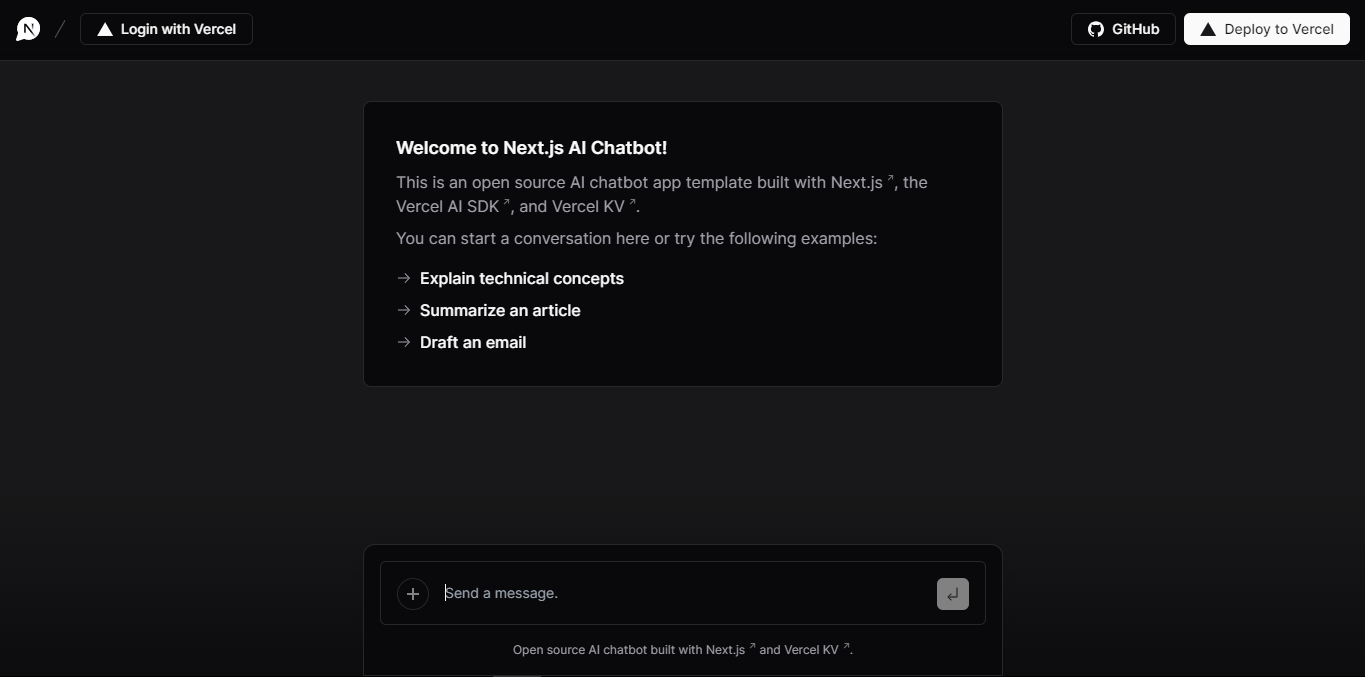 N
Login with Vercel
GitHub
Deploy to Vercel
Welcome to Next.js AI Chatbot!
This is an open source AI chatbot app template built with Next.js ↗, the
Vercel AI SDK ↗, and Vercel KV ↗.
You can start a conversation here or try the following examples:
→ Explain technical concepts
→ Summarize an article
→ Draft an email
Send a message.
Open source AI chatbot built with Next.js ↗ and Vercel KV ↗.